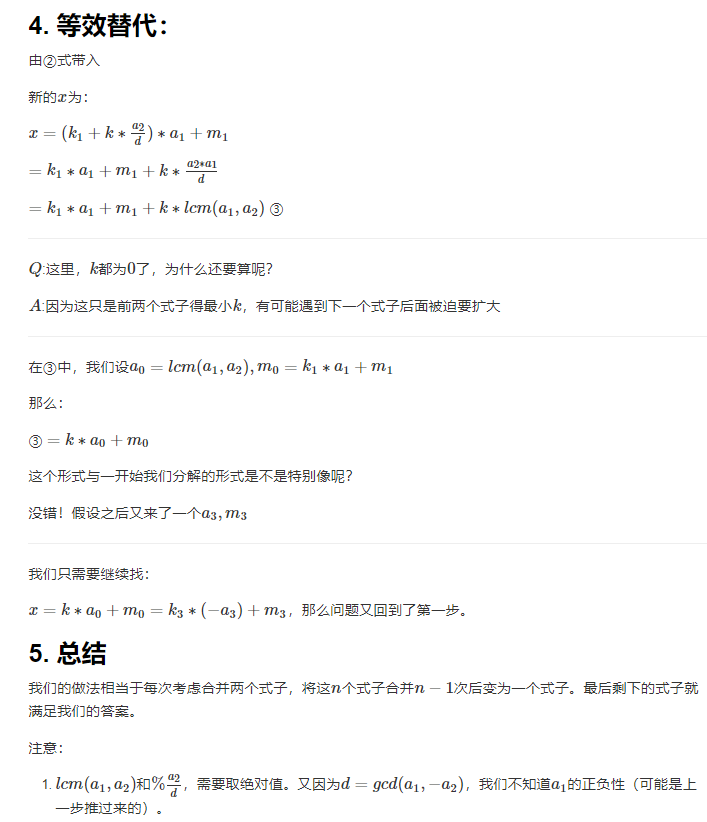 4. 等效替代：
由②式带入
新的$x$为：
$x = (k_1 + k * \frac{a_2}{d}) * a_1 + m_1$
$= k_1 * a_1 + m_1 + k * \frac{a_2 * a_1}{d}$
$= k_1 * a_1 + m_1 + k * lcm(a_1, a_2)$ ③
$Q$:这里，$k$都为$0$了，为什么还要算呢？
$A$:因为这只是前两个式子得最小$k$，有可能遇到下一个式子后面被迫要扩大
在③中，我们设$a_0 = lcm(a_1, a_2), m_0 = k_1 * a_1 + m_1$
那么：
③$= k * a_0 + m_0$
这个形式与一开始我们分解的形式是不是特别像呢？
没错！假设之后又来了一个$a_3, m_3$
我们只需要继续找：
$x = k * a_0 + m_0 = k_3 * (-a_3) + m_3$，那么问题又回到了第一步。
5. 总结
我们的做法相当于每次考虑合并两个式子，将这$n$个式子合并$n - 1$次后变为一个式子。最后剩下的式子就
满足我们的答案。
注意：
1. $lcm(a_1, a_2)$和$\% \frac{a_2}{d}$，需要取绝对值。又因为$d = gcd(a_1, -a_2)$，我们不知道$a_1$的正负性（可能是上
一步推过来的）。